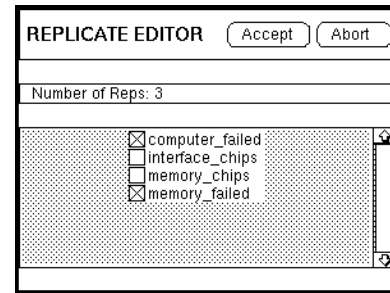 REPLICATE EDITOR Accept Abort
Number of Reps: 3
computer_failed
interface_chips
memory_chips
memory_failed